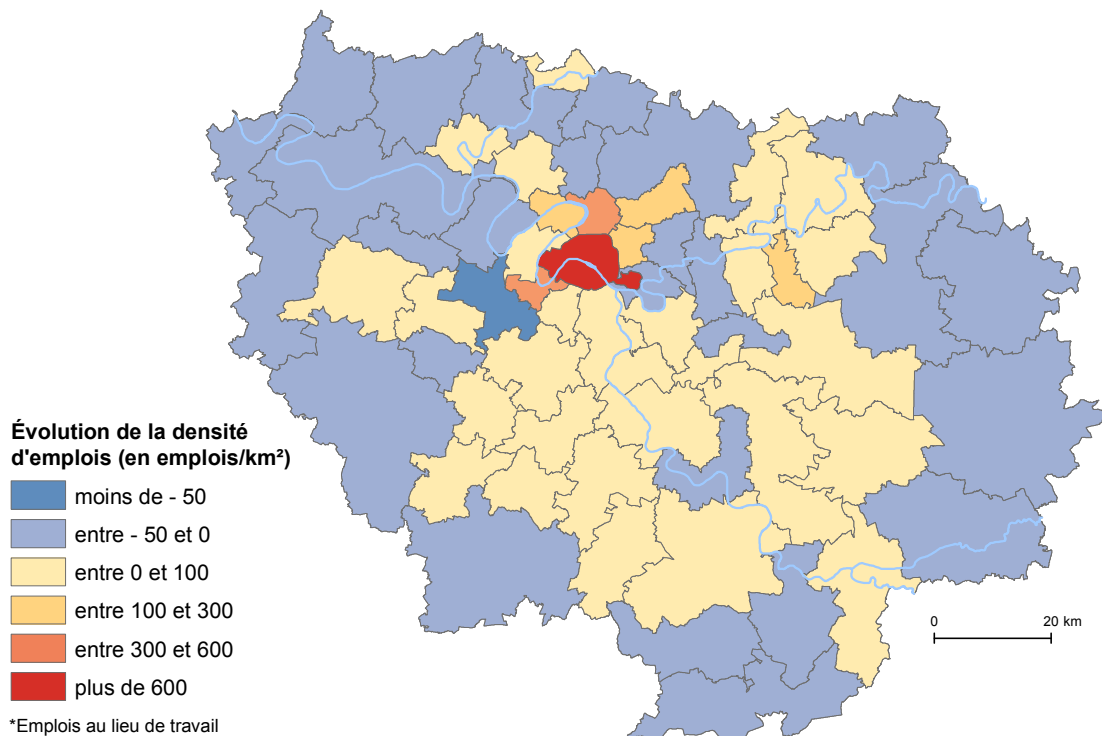 Évolution de la densité
d'emplois (en emplois/km²)
moins de - 50
entre - 50 et 0
entre 0 et 100
entre 100 et 300
entre 300 et 600
plus de 600
*Emplois au lieu de travail
0 20 km